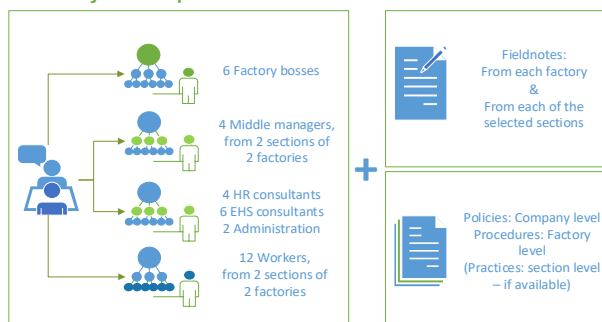 6 Factory bosses
4 Middle managers,
from 2 sections of
2 factories
4 HR consultants
6 EHS consultants
2 Administration
12 Workers,
from 2 sections of
2 factories
+
Fieldnotes:
From each factory
&
From each of the
selected sections
Policies: Company level
Procedures: Factory
level
(Practices: section level
– if available)